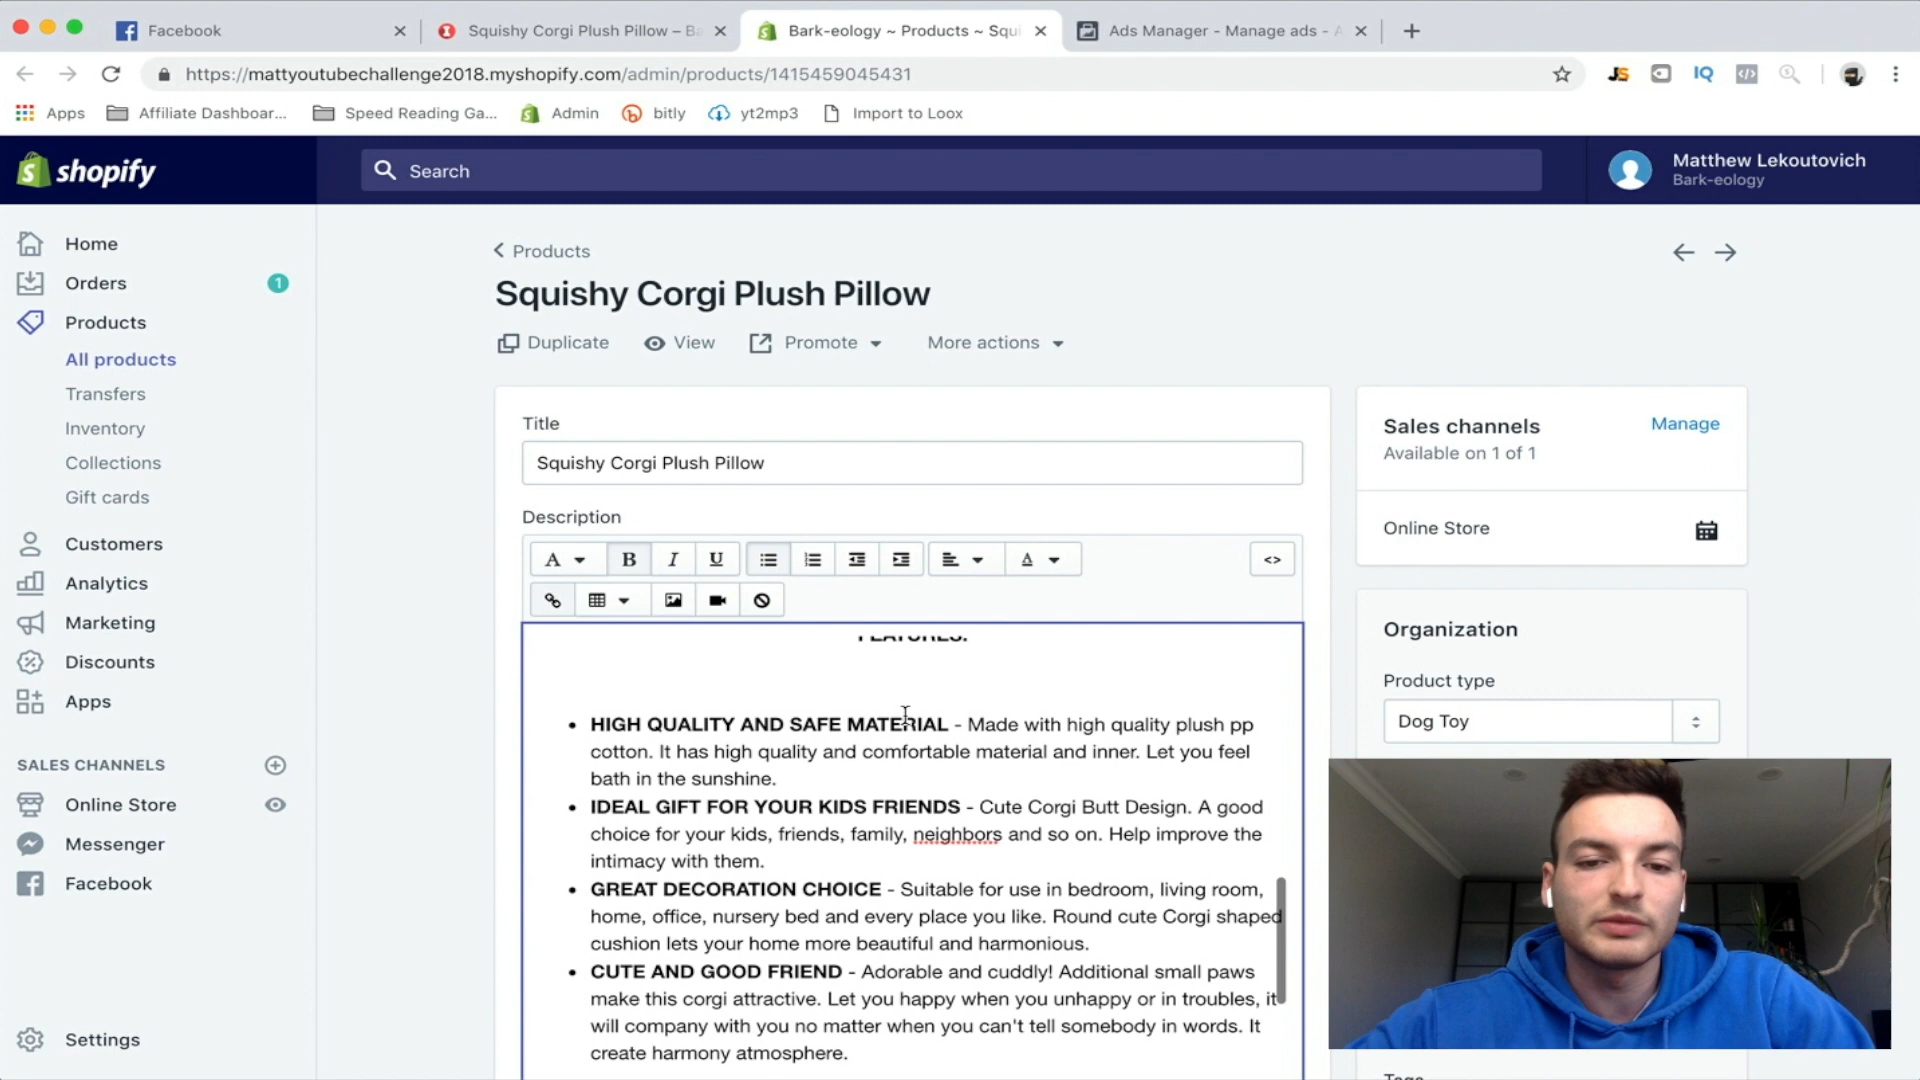 Facebook
Squishy Corgi Plush Pillow – Ba
Bark-eology ~ Products ~ Squi
Ads Manager - Manage ads - A
https://mattyoutubechallenge2018.myshopify.com/admin/products/1415459045431
JS
IQ
Apps
Affiliate Dashboar...
Speed Reading Ga...
Admin
bitly
yt2mp3
Import to Loox
shopify
Search
Matthew Lekoutovich
Bark-eology
Home
Orders
1
Products
All products
Transfers
Inventory
Collections
Gift cards
Customers
Analytics
Marketing
Discounts
Apps
SALES CHANNELS
Online Store
Messenger
Facebook
Settings
Products
Squishy Corgi Plush Pillow
Duplicate
View
Promote
More actions
Title
Squishy Corgi Plush Pillow
Description
A
B
I
U
A
<>
FEATURES:
• HIGH QUALITY AND SAFE MATERIAL - Made with high quality plush pp
cotton. It has high quality and comfortable material and inner. Let you feel
bath in the sunshine.
• IDEAL GIFT FOR YOUR KIDS FRIENDS - Cute Corgi Butt Design. A good
choice for your kids, friends, family, neighbors and so on. Help improve the
intimacy with them.
• GREAT DECORATION CHOICE - Suitable for use in bedroom, living room,
home, office, nursery bed and every place you like. Round cute Corgi shaped
cushion lets your home more beautiful and harmonious.
• CUTE AND GOOD FRIEND - Adorable and cuddly! Additional small paws
make this corgi attractive. Let you happy when you unhappy or in troubles, it
will company with you no matter when you can't tell somebody in words. It
create harmony atmosphere.
Sales channels
Manage
Available on 1 of 1
Online Store
Organization
Product type
Dog Toy
Tags